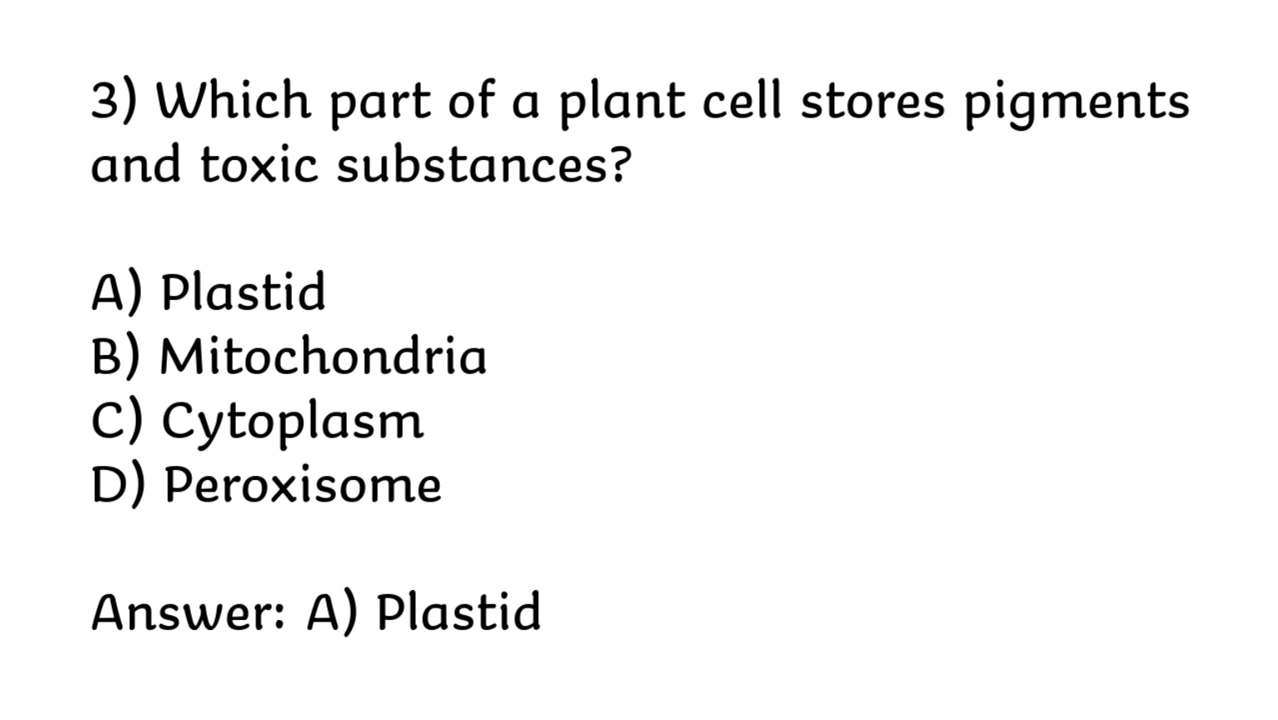 3) Which part of a plant cell stores pigments
and toxic substances?
A) Plastid
B) Mitochondria
C) Cytoplasm
D) Peroxisome
Answer: A) Plastid